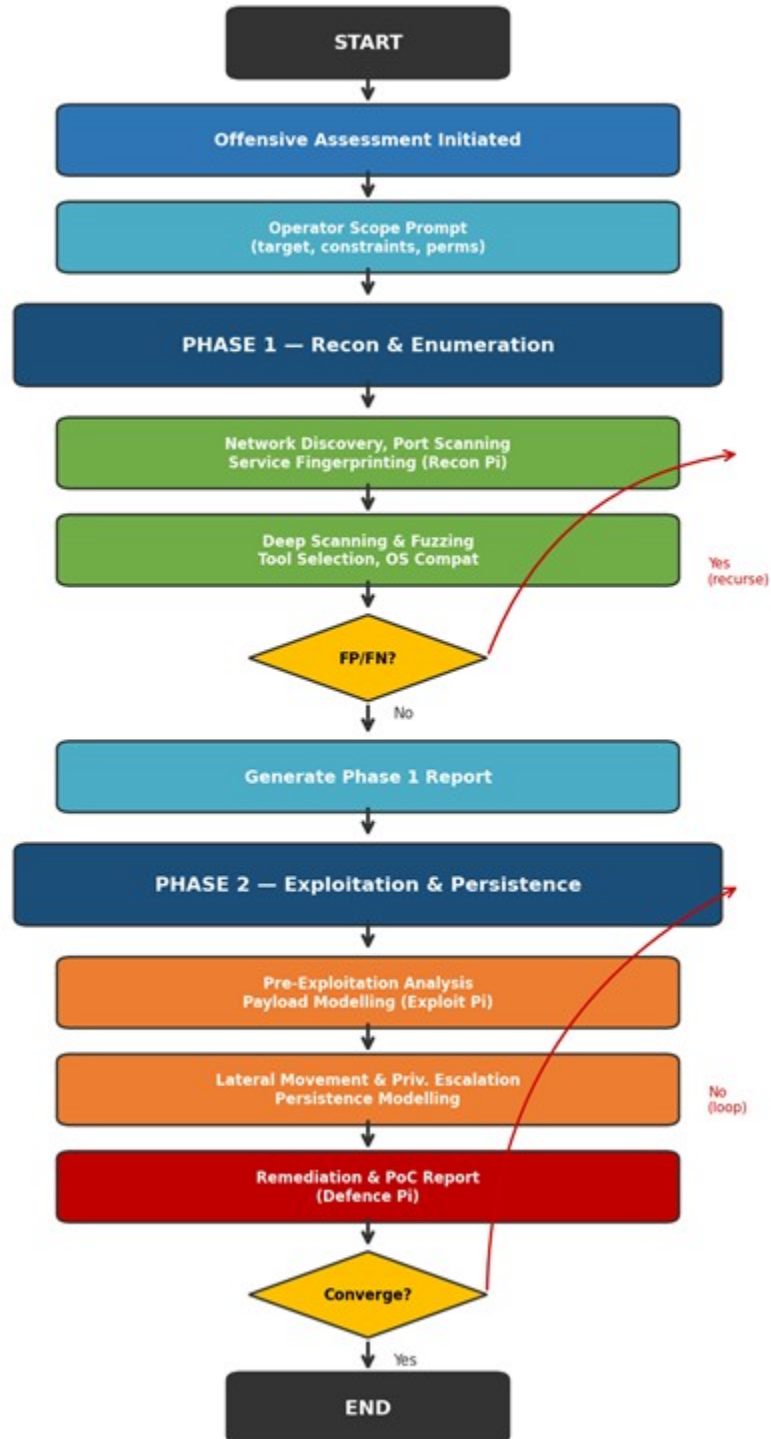 START
Offensive Assessment Initiated
Operator Scope Prompt
(target, constraints, perms)
PHASE 1 — Recon & Enumeration
Network Discovery, Port Scanning
Service Fingerprinting (Recon Pi)
Deep Scanning & Fuzzing
Tool Selection, OS Compat
Yes
(recurse)
FP/FN?
No
Generate Phase 1 Report
PHASE 2 — Exploitation & Persistence
Pre-Exploitation Analysis
Payload Modelling (Exploit Pi)
Lateral Movement & Priv. Escalation
Persistence Modelling
No
(loop)
Remediation & PoC Report
(Defence Pi)
Converge?
Yes
END